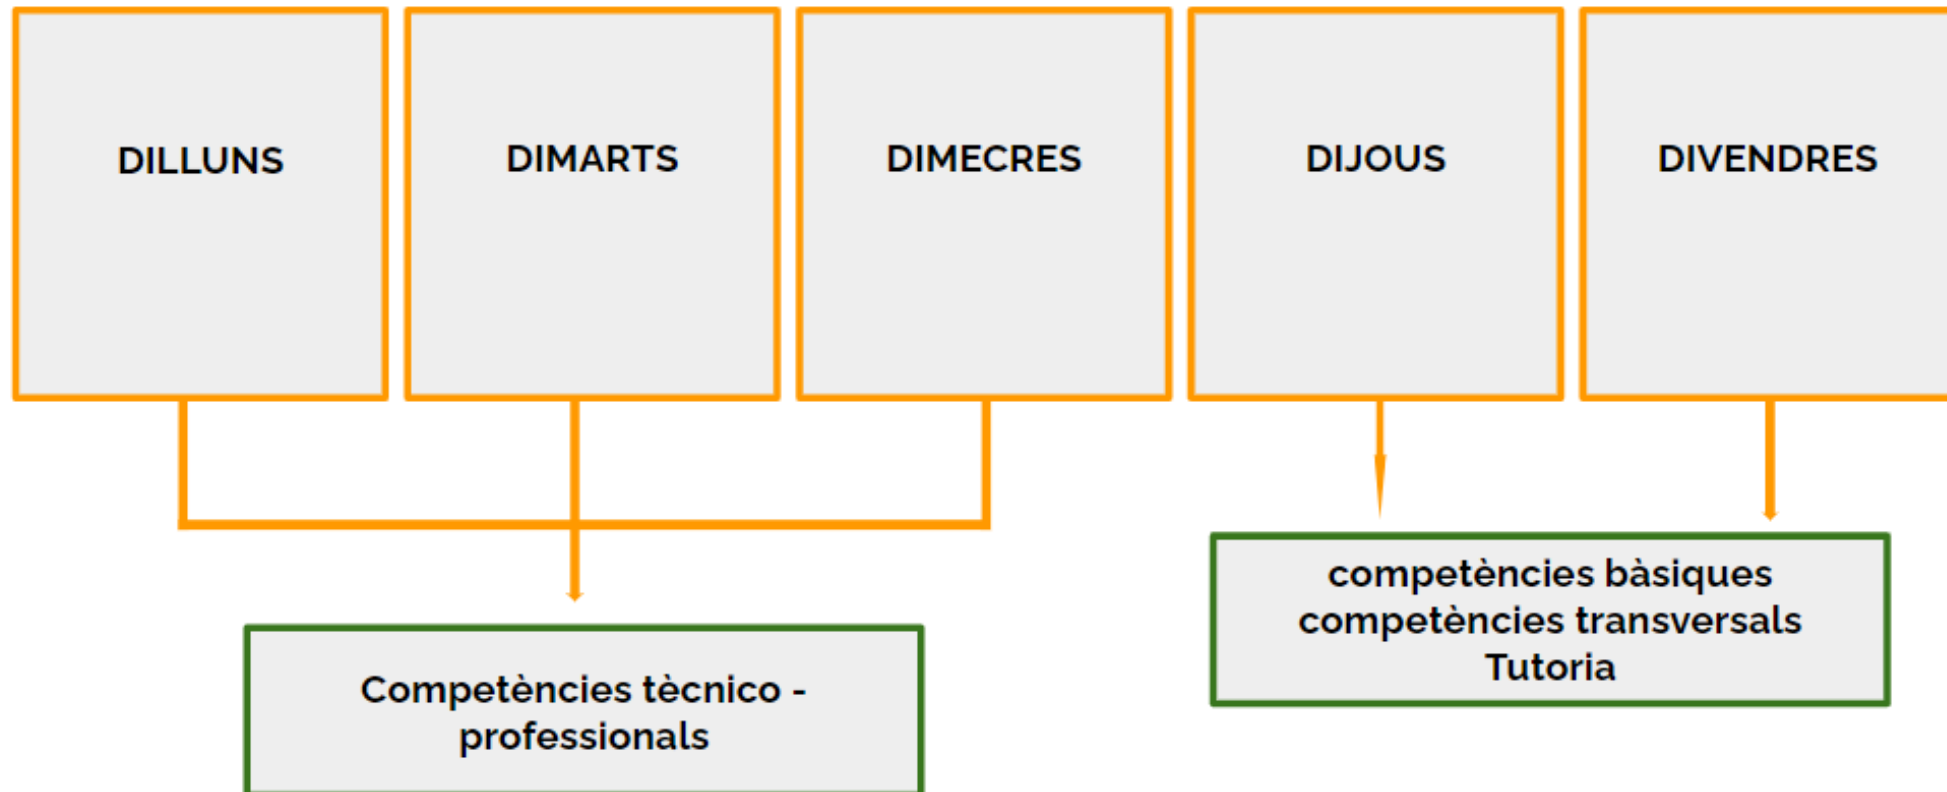 DILLUNS
DIMARTS
DIMECRES
DIJOUS
DIVENDRES
competències bàsiques
competències transversals
Tutoria
Competències tècnico -
professionals